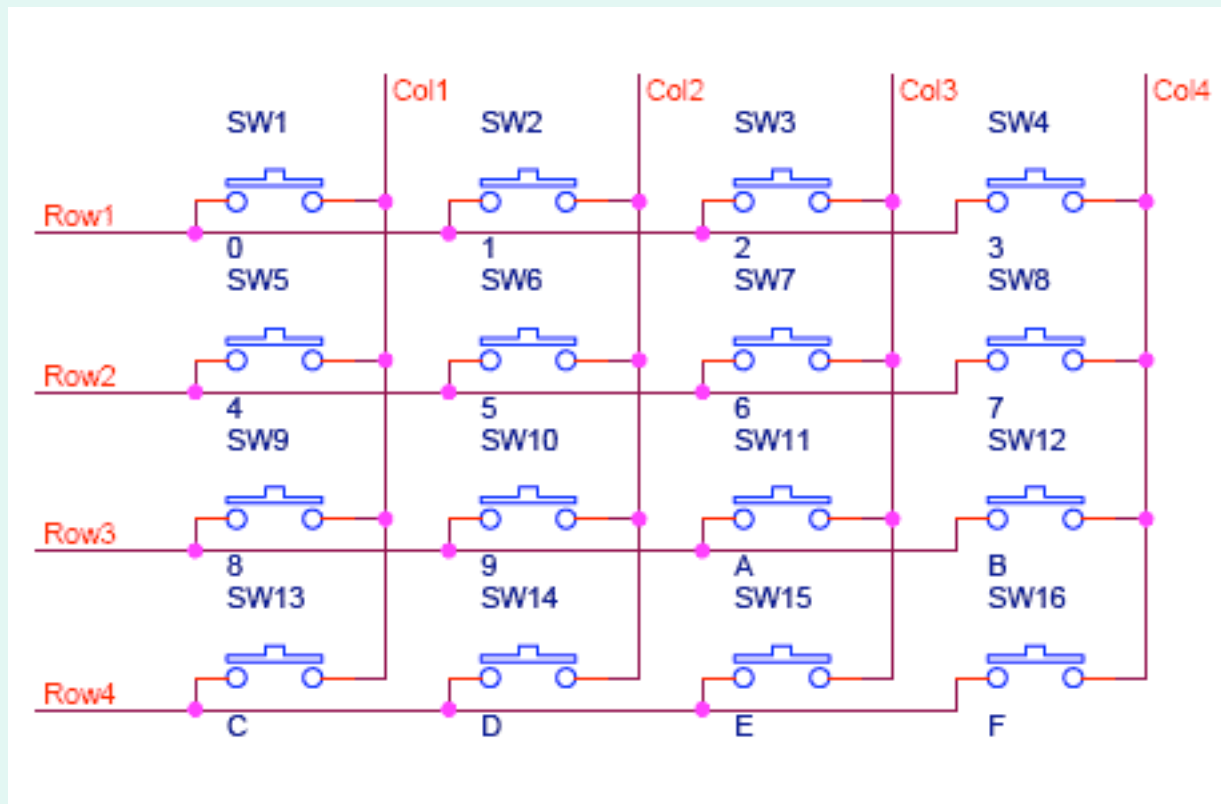 Col1 Col2 Col3 Col4
SW1 SW2 SW3 SW4
Row1
0 1 2 3
SW5 SW6 SW7 SW8
Row2
4 5 6 7
SW9 SW10 SW11 SW12
Row3
8 9 A B
SW13 SW14 SW15 SW16
Row4
C D E F